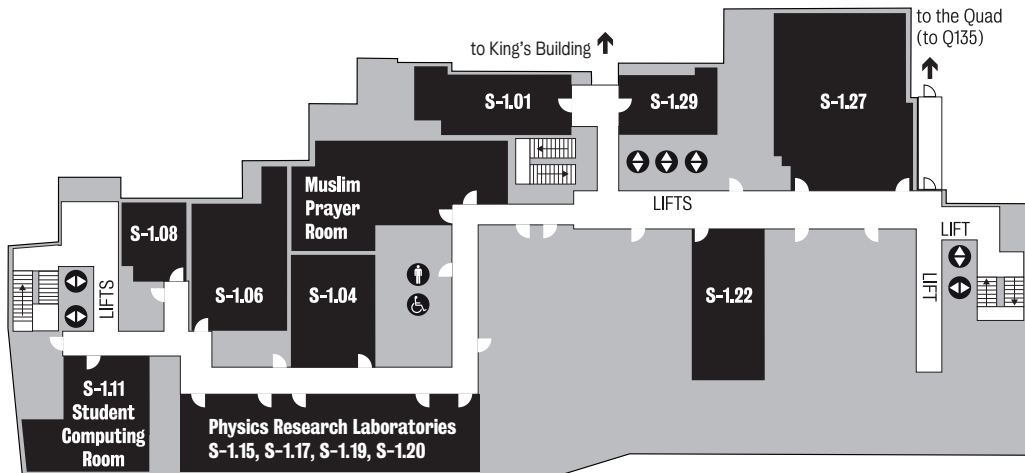 to the Quad
(to Q135)
to King's Building
S-1.01
S-1.29
S-1.27
Muslim
Prayer
Room
LIFTS
S-1.08
LIFT
S-1.06
S-1.04
S-1.22
LIFTS
LIFT
S-1.11
Student
Computing
Room
Physics Research Laboratories
S-1.15, S-1.17, S-1.19, S-1.20